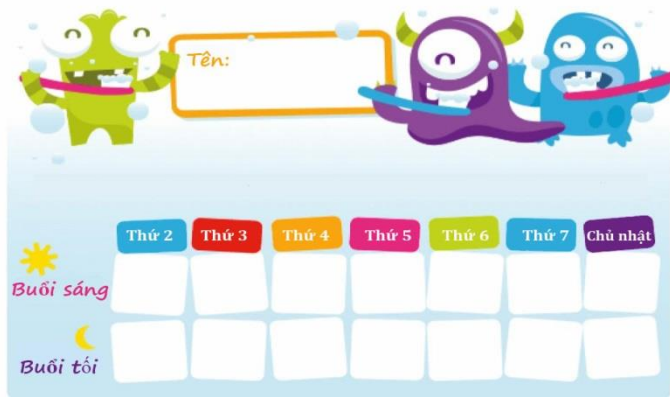 Tên:
Thứ 2 Thứ 3 Thứ 4 Thứ 5 Thứ 6 Thứ 7 Chủ nhật
Buổi sáng
Buổi tối